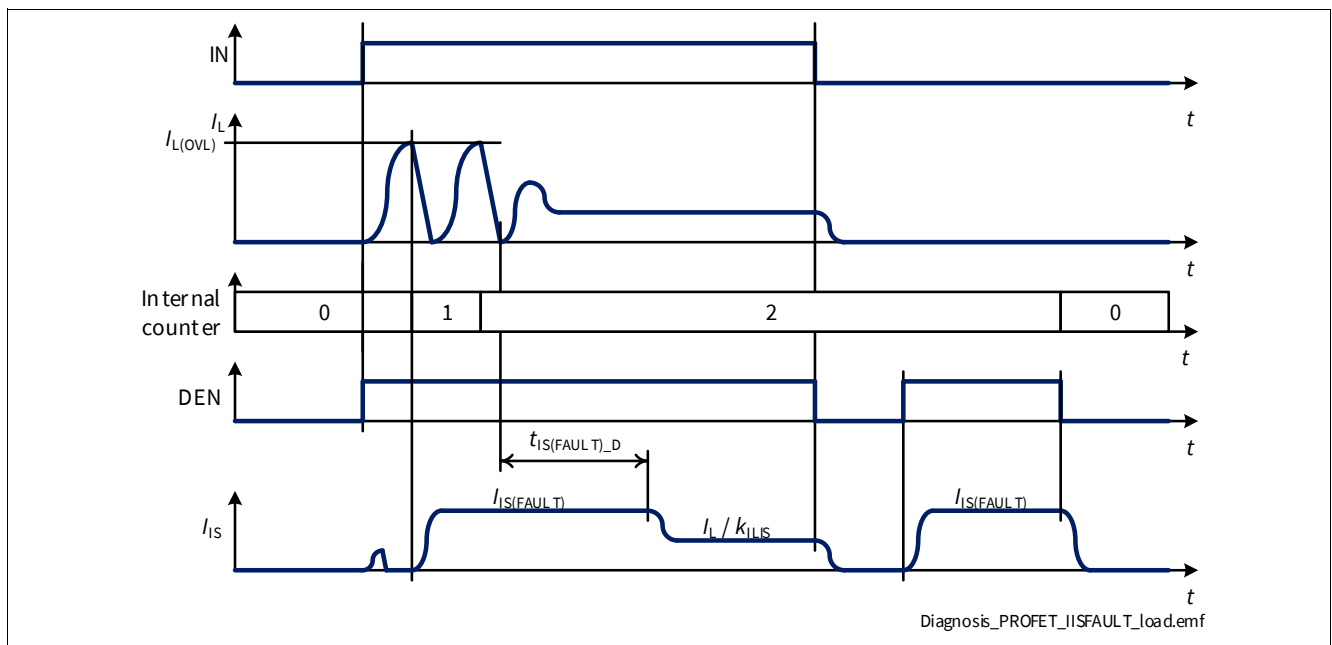 IN
t
I_L
I_L(OVL)
t
Internal
counter
0 1 2 0
t
DEN
t
t_IS(FAULT)_D
I_IS(FAULT) I_L / k_ILIS I_IS(FAULT)
I_IS
t
Diagnosis_PROFET_IISFAULT_load.emf